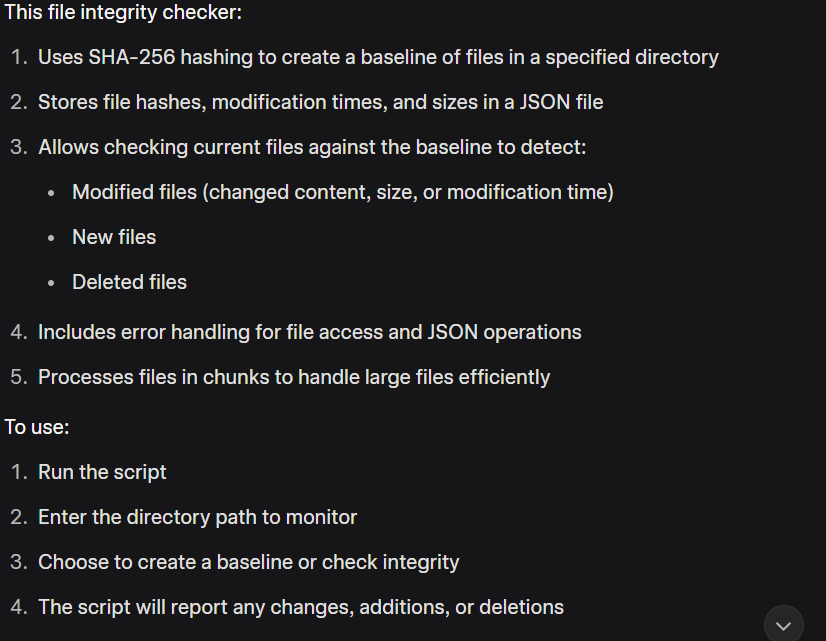 This file integrity checker:
1. Uses SHA-256 hashing to create a baseline of files in a specified directory
2. Stores file hashes, modification times, and sizes in a JSON file
3. Allows checking current files against the baseline to detect:
• Modified files (changed content, size, or modification time)
• New files
• Deleted files
4. Includes error handling for file access and JSON operations
5. Processes files in chunks to handle large files efficiently
To use:
1. Run the script
2. Enter the directory path to monitor
3. Choose to create a baseline or check integrity
4. The script will report any changes, additions, or deletions